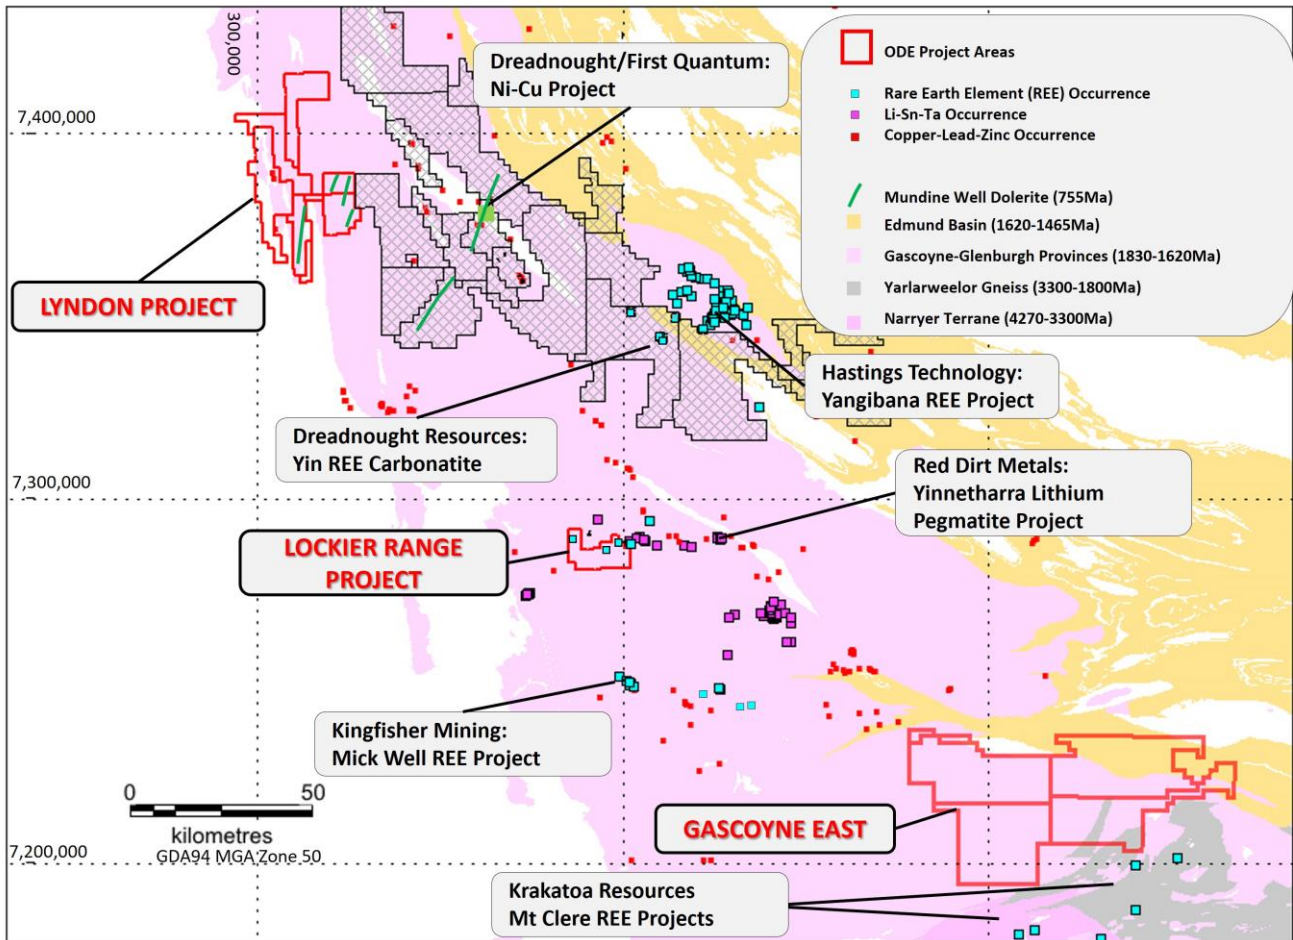 300,000
7,400,000
Dreadnought/First Quantum:
Ni-Cu Project
ODE Project Areas
Rare Earth Element (REE) Occurrence
Li-Sn-Ta Occurrence
Copper-Lead-Zinc Occurrence
Mundine Well Dolerite (755Ma)
Edmund Basin (1620-1465Ma)
Gascoyne-Glenburgh Provinces (1830-1620Ma)
Yarlarweelor Gneiss (3300-1800Ma)
Narryer Terrane (4270-3300Ma)
LYNDON PROJECT
Hastings Technology:
Yangibana REE Project
Dreadnought Resources:
Yin REE Carbonatite
Red Dirt Metals:
Yinnetharra Lithium
Pegmatite Project
7,300,000
LOCKIER RANGE
PROJECT
Kingfisher Mining:
Mick Well REE Project
0 50
kilometres
GDA94 MGA Zone 50
GASCOYNE EAST
7,200,000
Krakatoa Resources
Mt Clere REE Projects